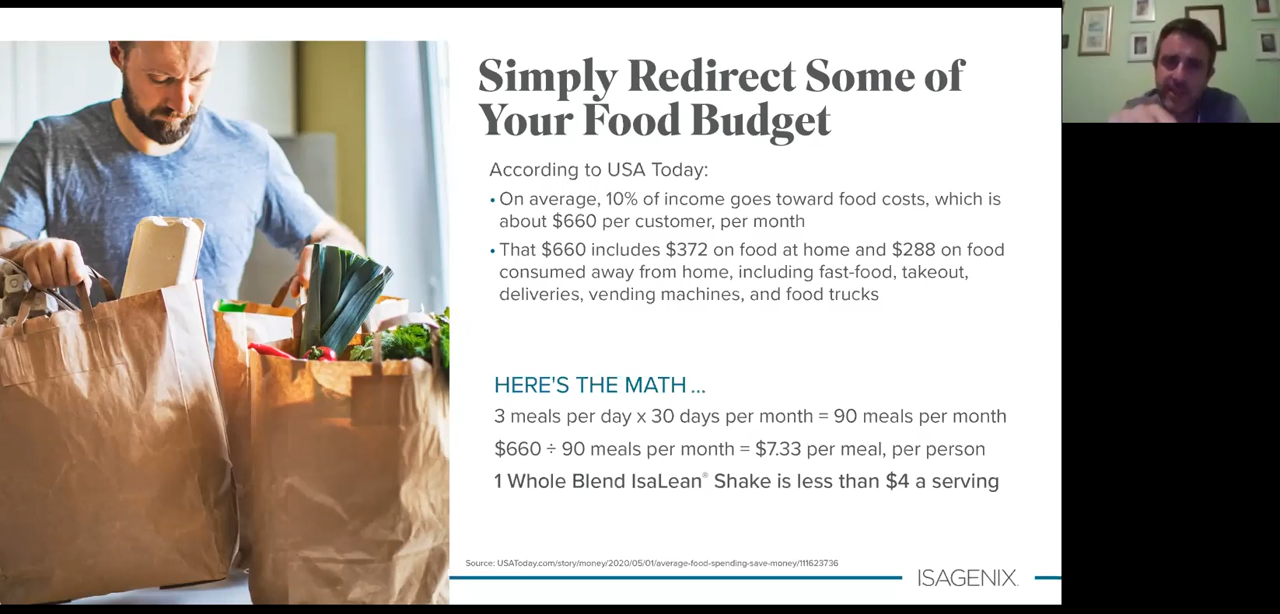 Simply Redirect Some of
Your Food Budget
According to USA Today:
• On average, 10% of income goes toward food costs, which is
about $660 per customer, per month
• That $660 includes $372 on food at home and $288 on food
consumed away from home, including fast-food, takeout,
deliveries, vending machines, and food trucks
HERE'S THE MATH ...
3 meals per day x 30 days per month = 90 meals per month
$660 ÷ 90 meals per month = $7.33 per meal, per person
1 Whole Blend IsaLean® Shake is less than $4 a serving
Source: USAToday.com/story/money/2020/05/01/average-food-spending-save-money/111623736
ISAGENIX